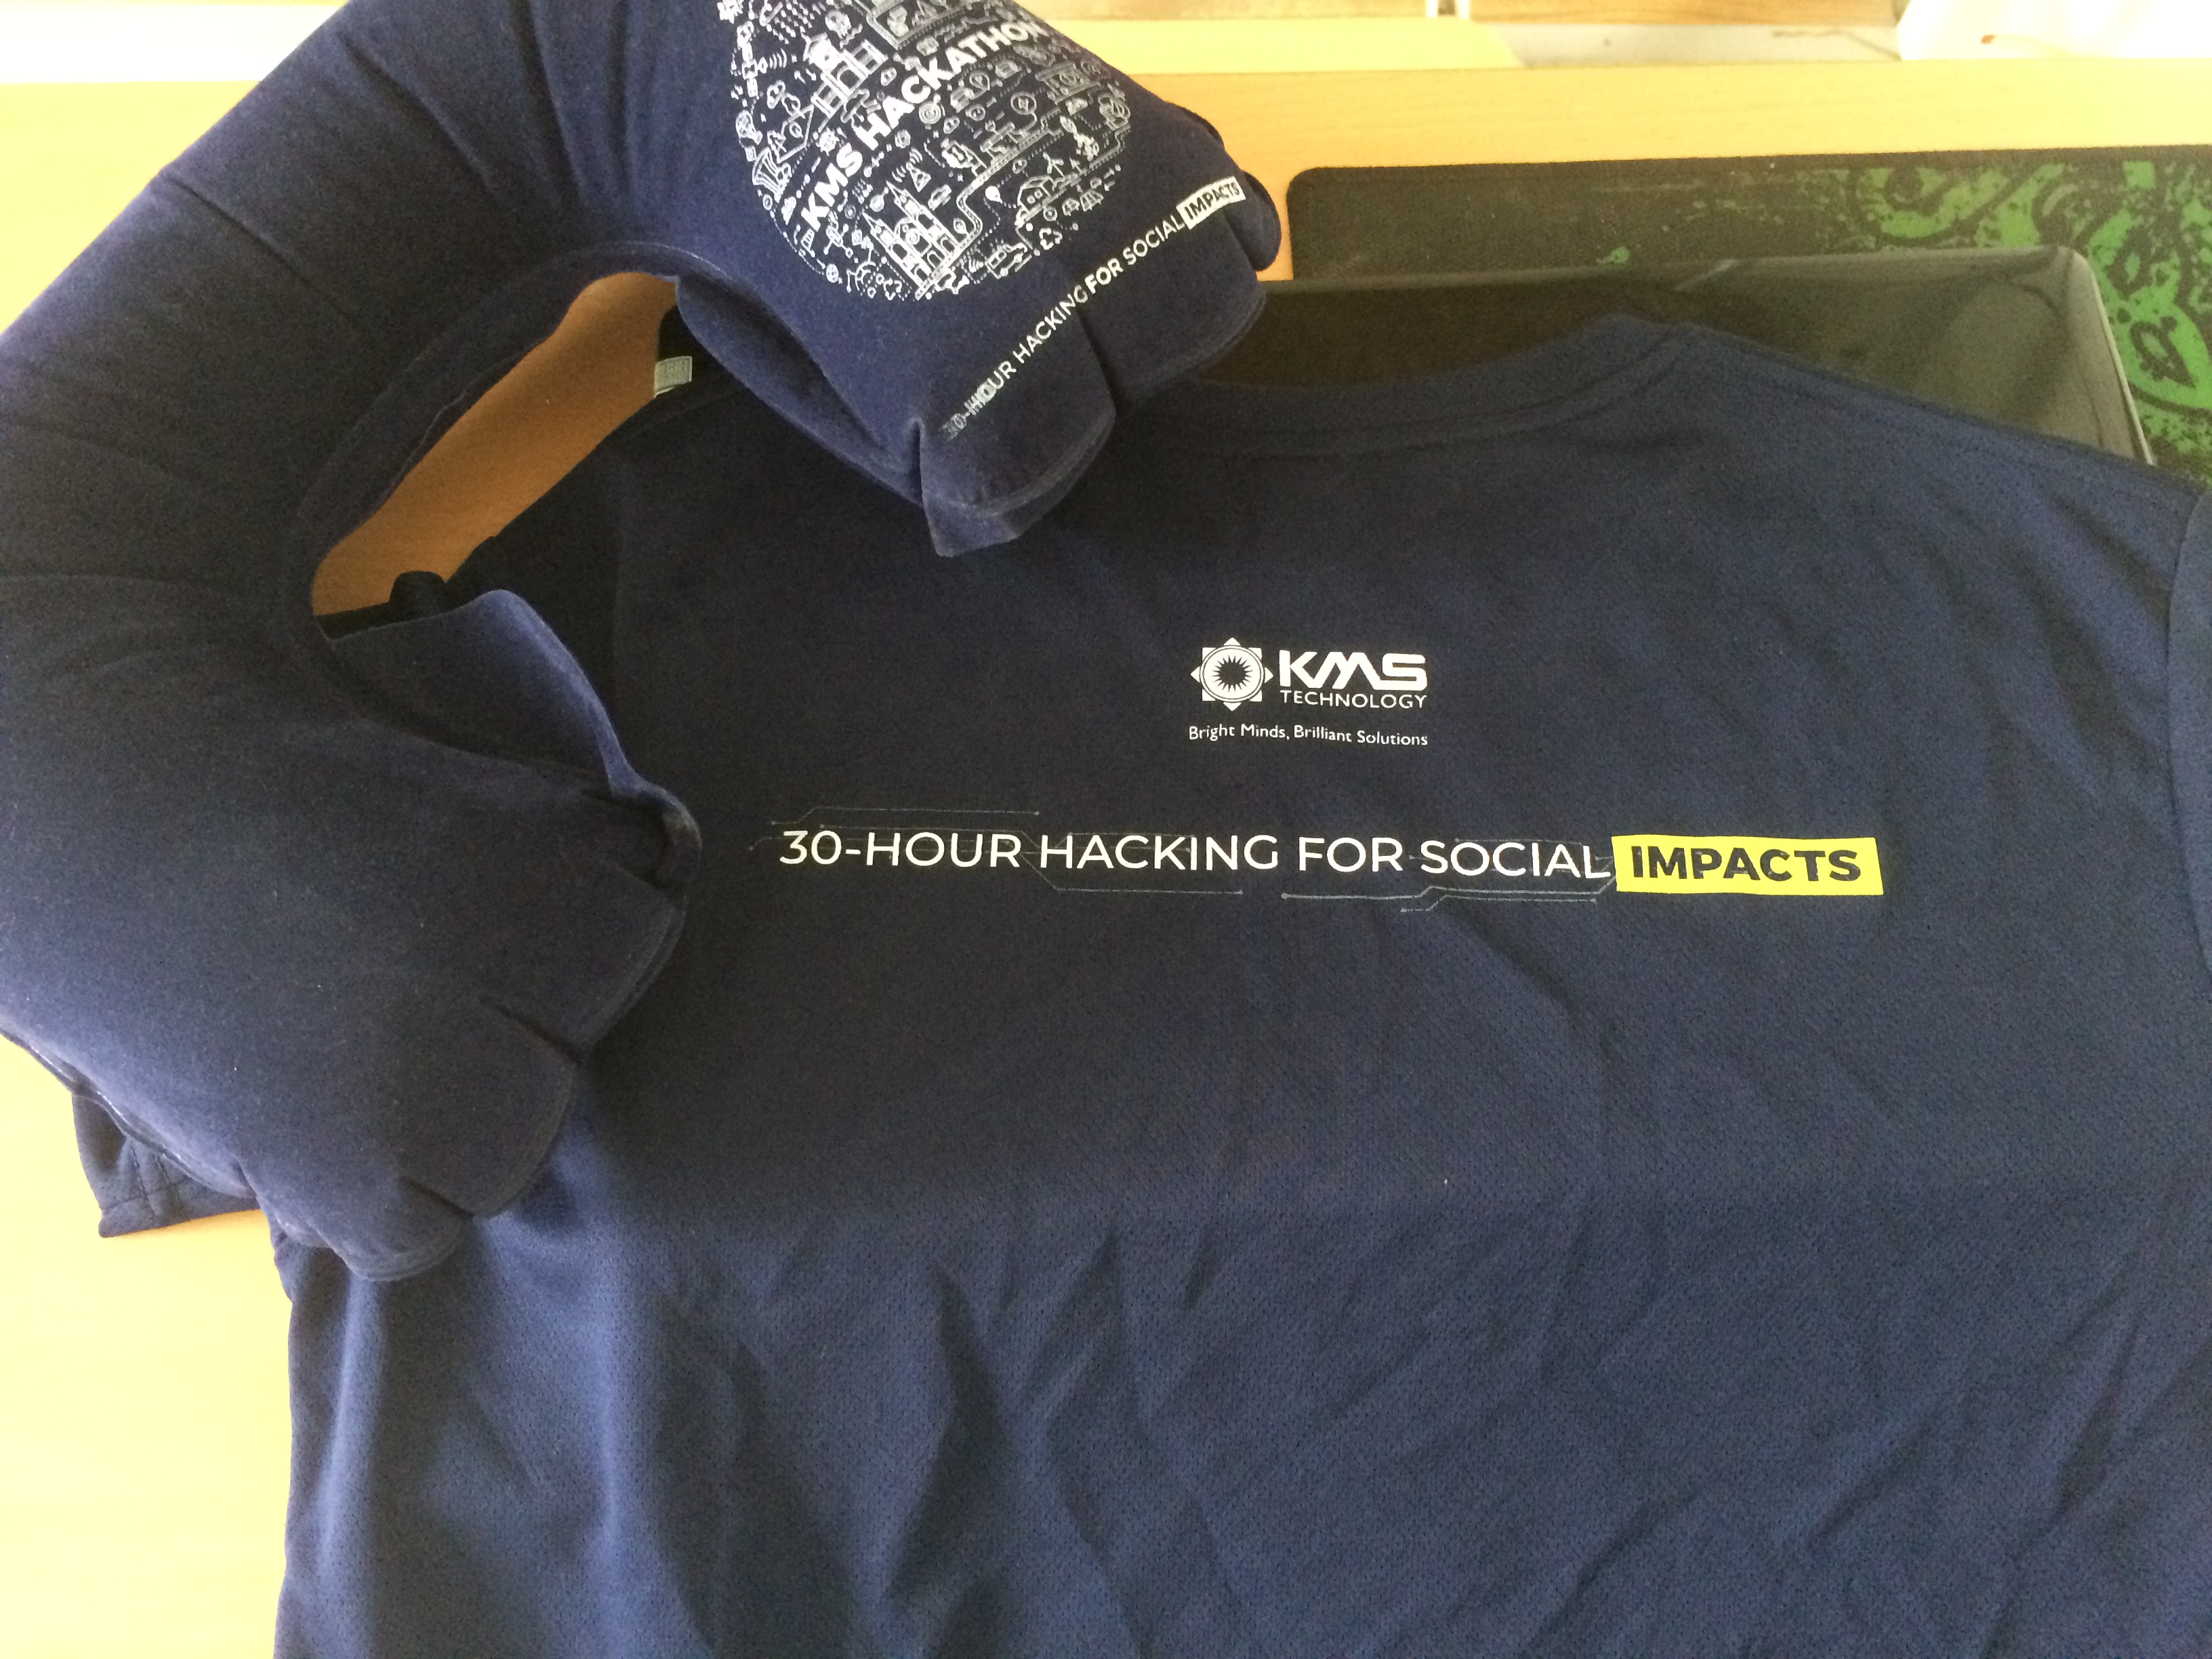 KMS HACKATHON
30-HOUR HACKING FOR SOCIAL IMPACTS
KMS
TECHNOLOGY
Bright Minds, Brilliant Solutions
30-HOUR HACKING FOR SOCIAL IMPACTS